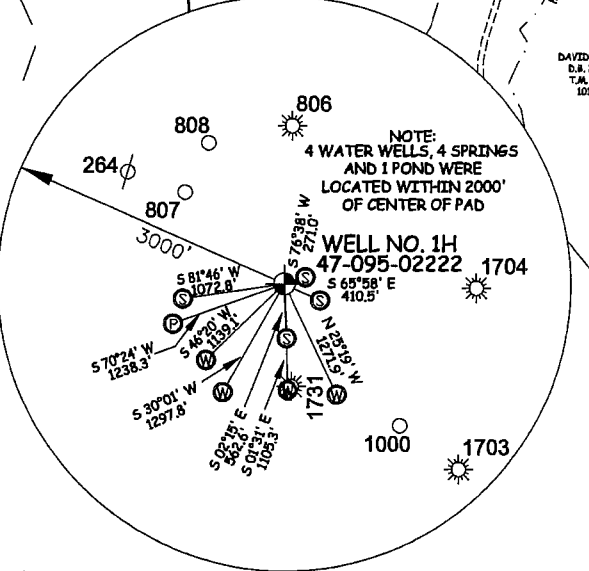 DAVID
D.B.
T.M.
101
806
808
NOTE:
4 WATER WELLS, 4 SPRINGS
AND 1 POND WERE
LOCATED WITHIN 2000'
OF CENTER OF PAD
264
807
3000'
S 76°38' W
271.0'
WELL NO. 1H
47-095-02222
1704
S 65°58' E
410.5'
S 81°46' W
1072.8'
S
S
S
P
S 70°24' W
1238.3'
S 46°20' W
1139.1'
W
S
N 25°19' W
1271.9'
S 30°01' W
1297.8'
W
W
W
1731
S 02°15' E
562.6'
S 01°31' E
1105.3'
1000
1703